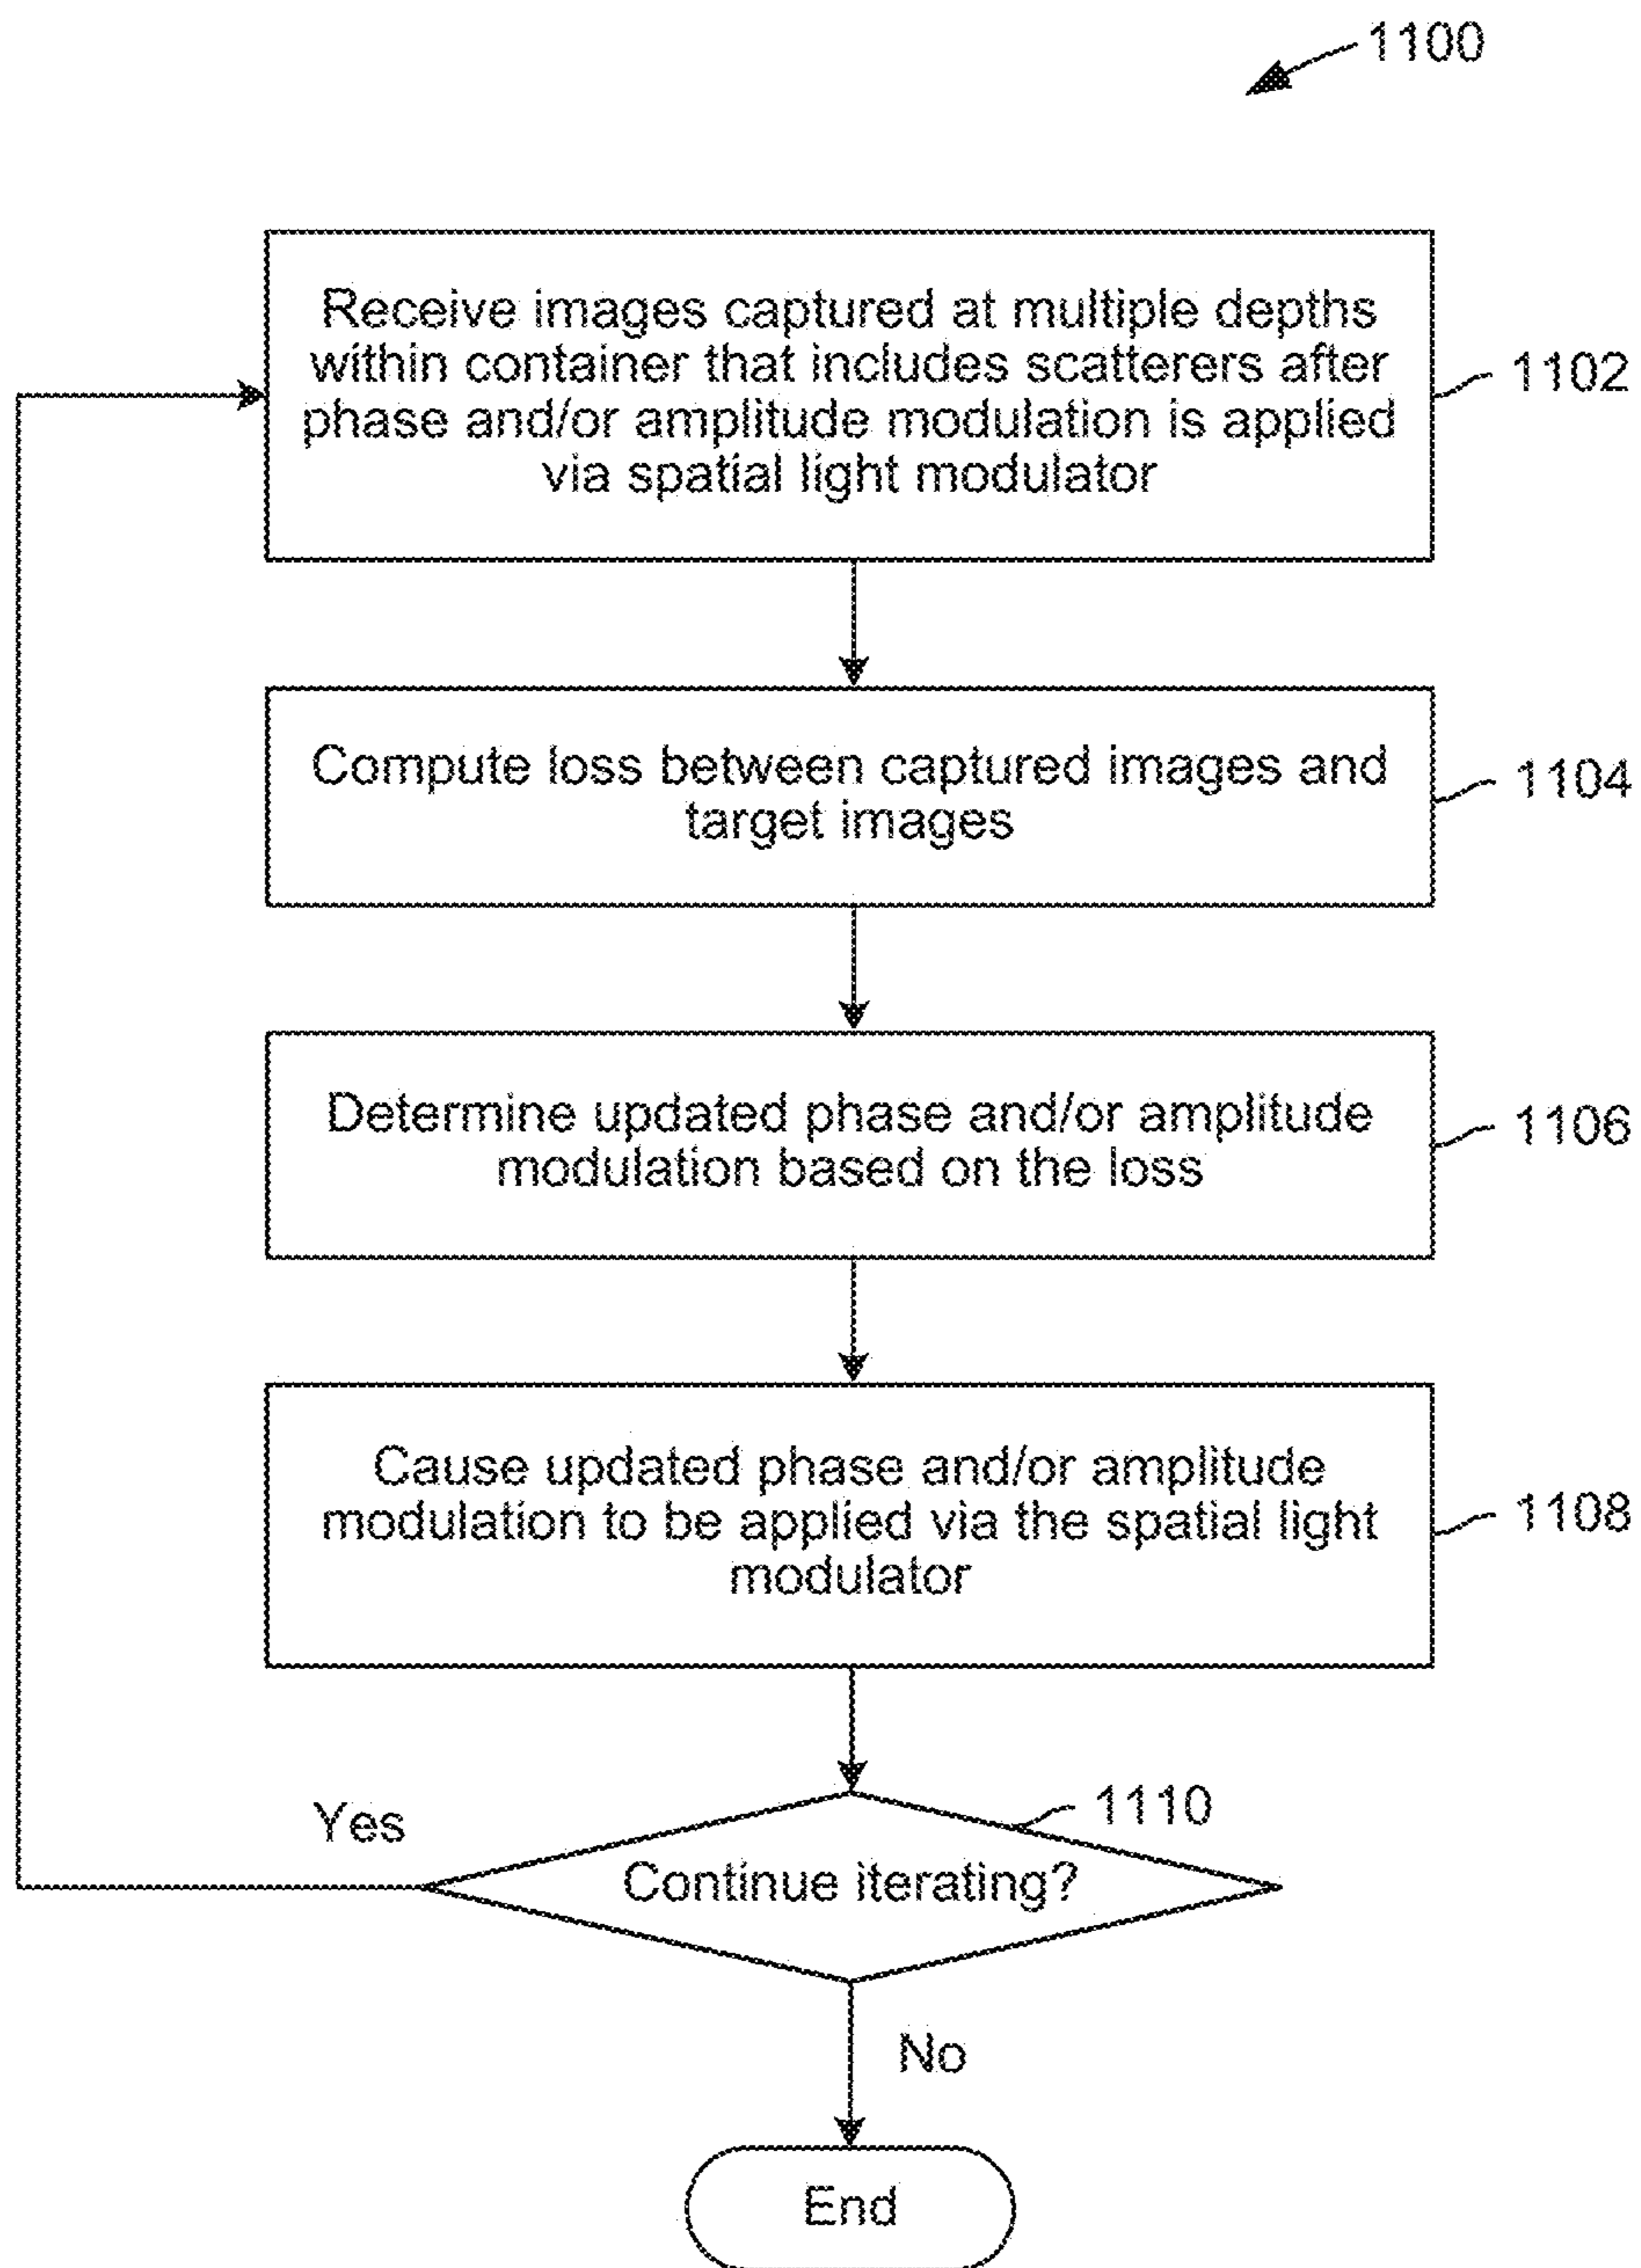 1100
Receive images captured at multiple depths
within container that includes scatterers after
phase and/or amplitude modulation is applied
via spatial light modulator
1102
Compute loss between captured images and
target images
1104
Determine updated phase and/or amplitude
modulation based on the loss
1106
Cause updated phase and/or amplitude
modulation to be applied via the spatial light
modulator
1108
1110
Yes
Continue iterating?
No
End